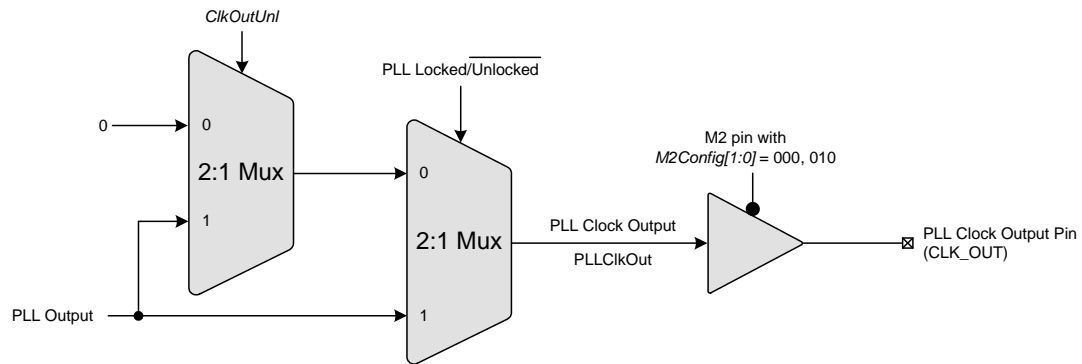 ClkOutUnl
PLL Locked/Unlocked
0
0
2:1 Mux
1
M2 pin with
M2Config[1:0] = 000, 010
0
2:1 Mux
1
PLL Clock Output
PLLClkOut
PLL Clock Output Pin
(CLK_OUT)
PLL Output